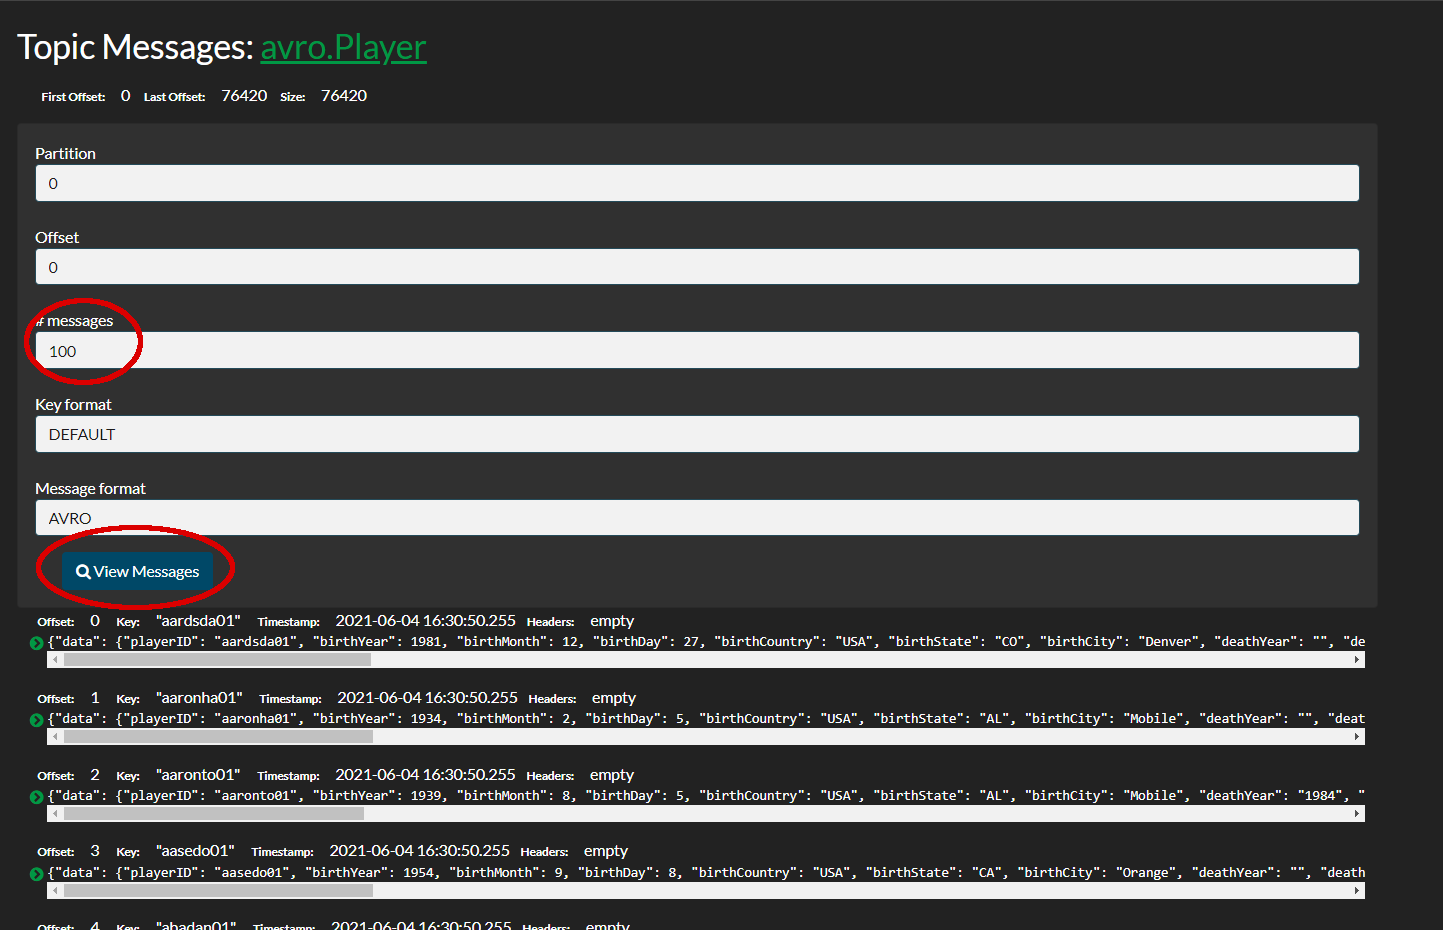 Topic Messages: avro.Player
First Offset: 0 Last Offset: 76420 Size: 76420
Partition
0
Offset
0
# messages
100
Key format
DEFAULT
Message format
AVRO
View Messages
Offset: 0 Key: "aardsda01" Timestamp: 2021-06-04 16:30:50.255 Headers: empty
{"data": {"playerID": "aardsda01", "birthYear": 1981, "birthMonth": 12, "birthDay": 27, "birthCountry": "USA", "birthState": "CO", "birthCity": "Denver", "deathYear": "", "de
Offset: 1 Key: "aaronha01" Timestamp: 2021-06-04 16:30:50.255 Headers: empty
{"data": {"playerID": "aaronha01", "birthYear": 1934, "birthMonth": 2, "birthDay": 5, "birthCountry": "USA", "birthState": "AL", "birthCity": "Mobile", "deathYear": "", "deat
Offset: 2 Key: "aaronto01" Timestamp: 2021-06-04 16:30:50.255 Headers: empty
{"data": {"playerID": "aaronto01", "birthYear": 1939, "birthMonth": 8, "birthDay": 5, "birthCountry": "USA", "birthState": "AL", "birthCity": "Mobile", "deathYear": "1984", "
Offset: 3 Key: "aasedo01" Timestamp: 2021-06-04 16:30:50.255 Headers: empty
{"data": {"playerID": "aasedo01", "birthYear": 1954, "birthMonth": 9, "birthDay": 8, "birthCountry": "USA", "birthState": "CA", "birthCity": "Orange", "deathYear": "", "death
Offset: 4 Key: "abadan01" Timestamp: 2021-06-04 16:30:50.255 Headers: empty